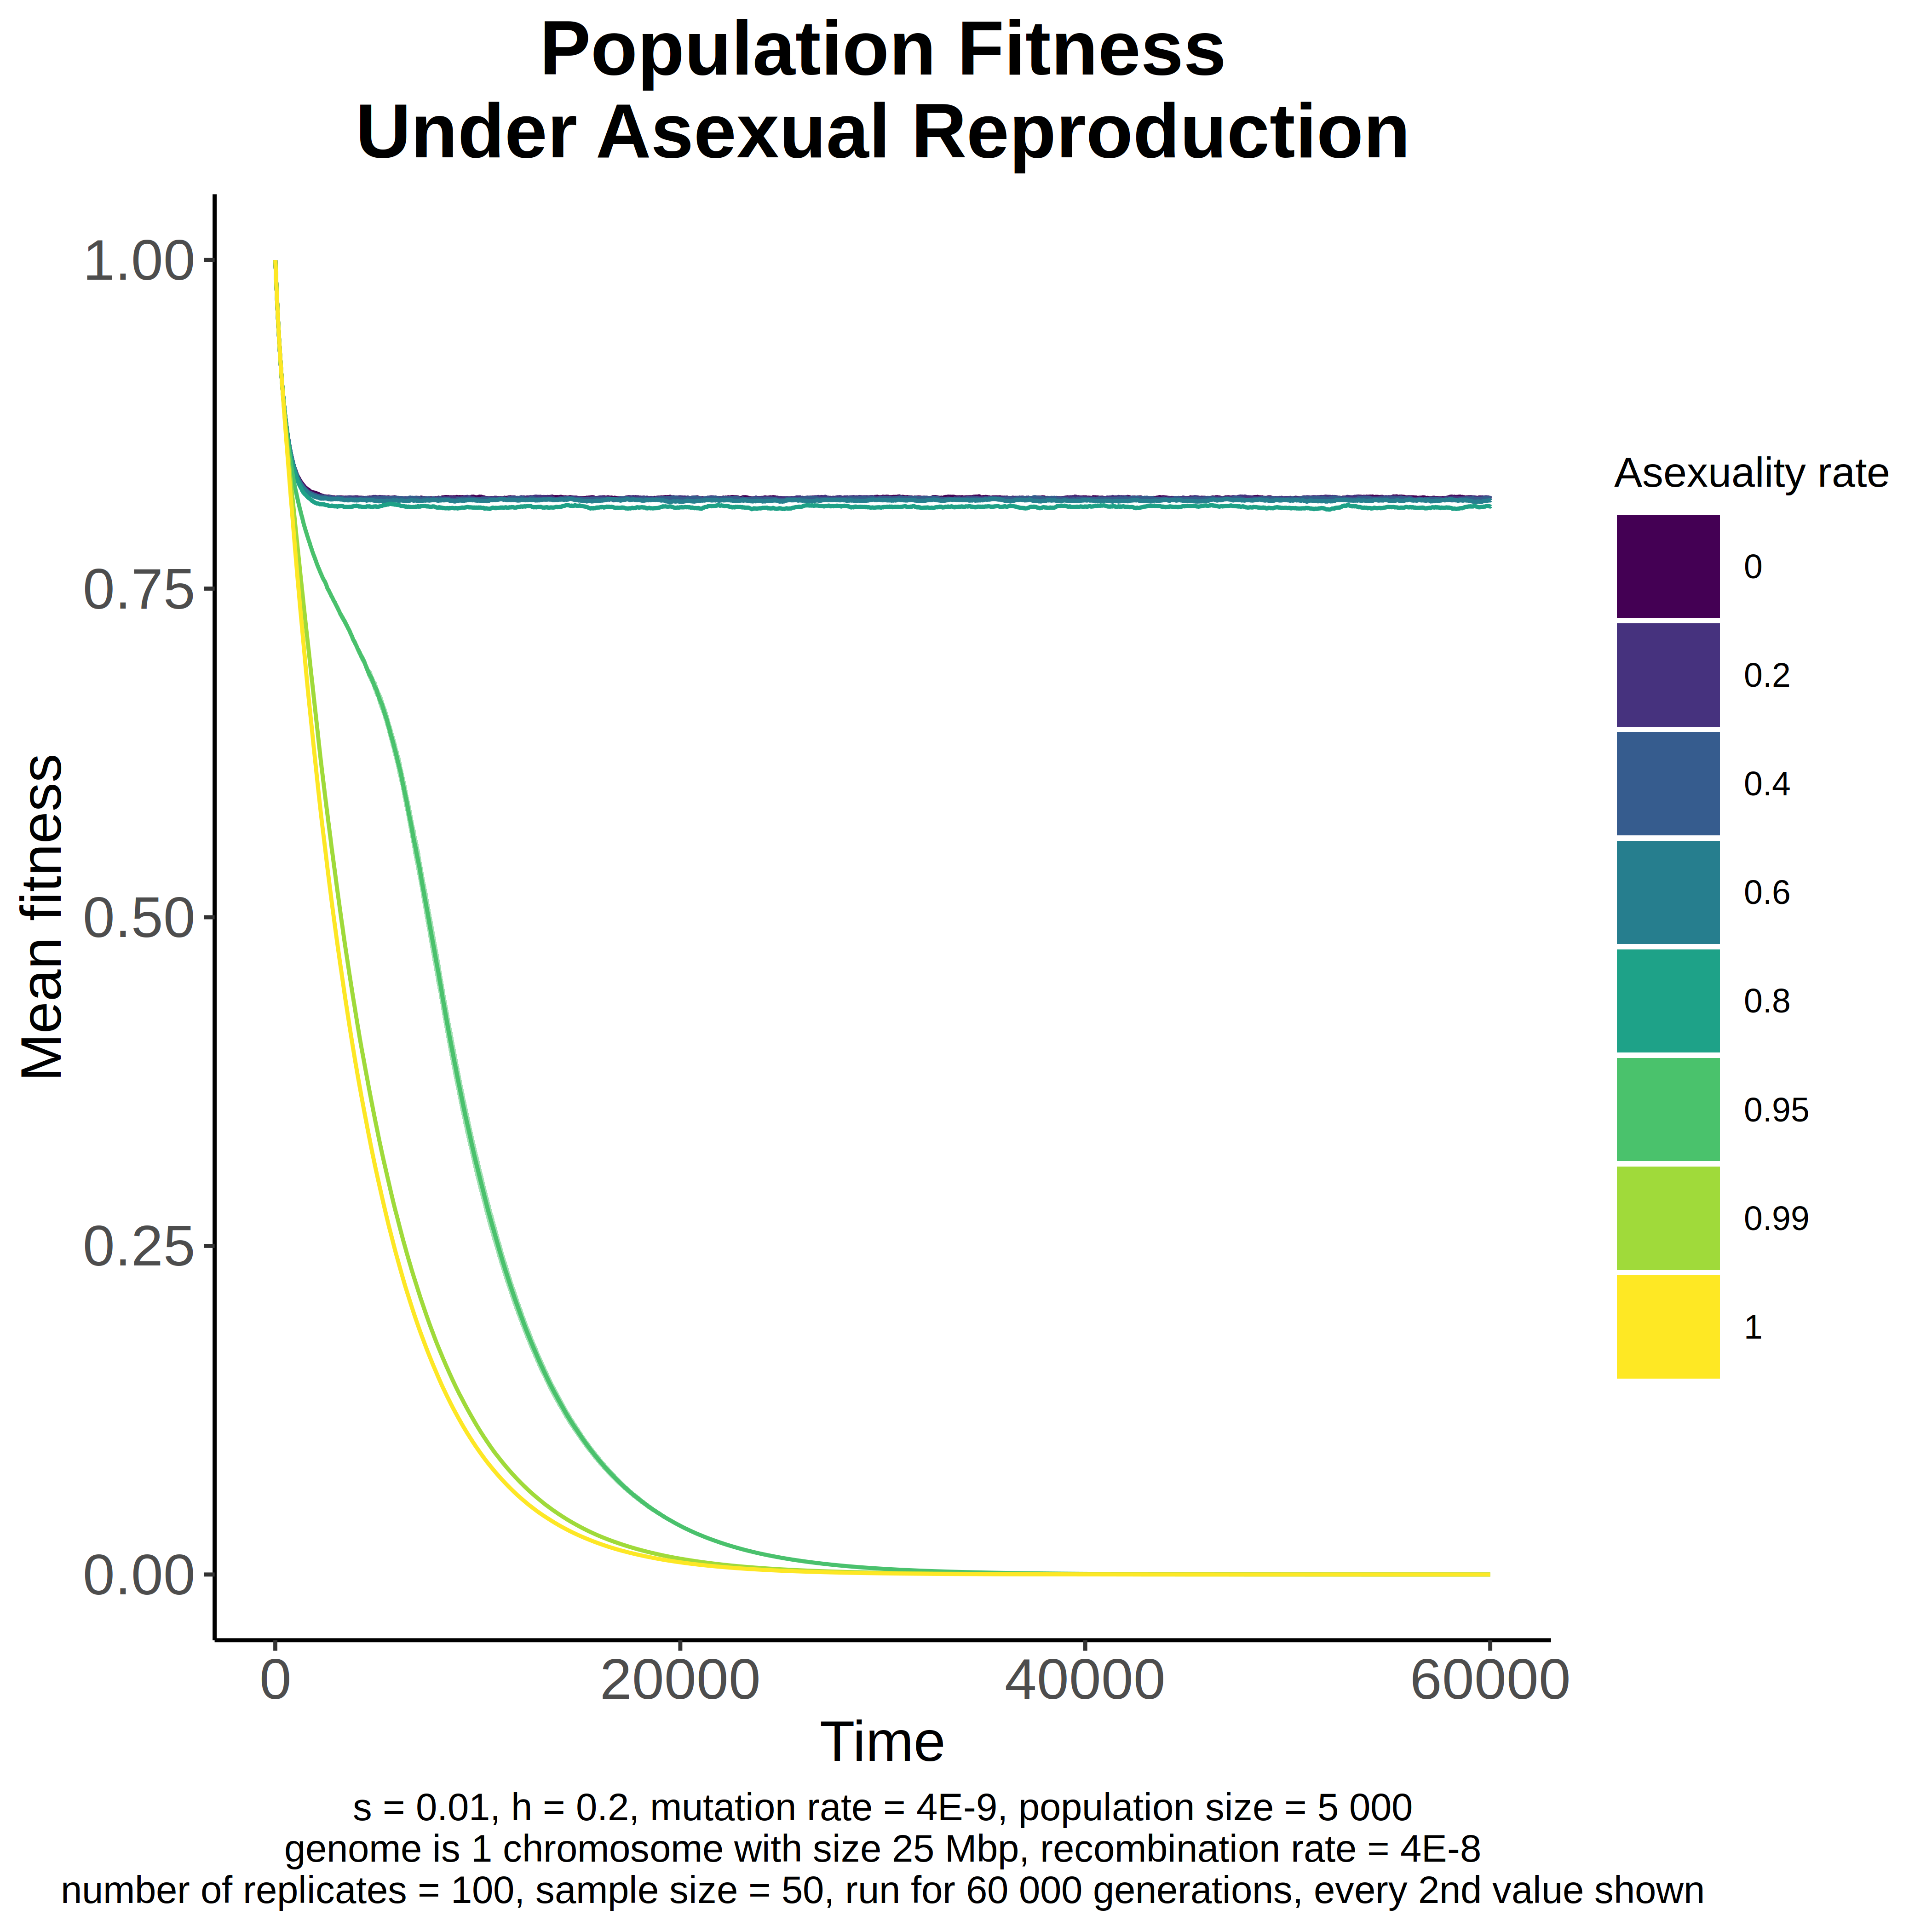 Population Fitness
Under Asexual Reproduction
Mean fitness
1.00
0.75
0.50
0.25
0.00
0
20000
40000
60000
Time
Asexuality rate
0
0.2
0.4
0.6
0.8
0.95
0.99
1
s = 0.01, h = 0.2, mutation rate = 4E-9, population size = 5 000
genome is 1 chromosome with size 25 Mbp, recombination rate = 4E-8
number of replicates = 100, sample size = 50, run for 60 000 generations, every 2nd value shown